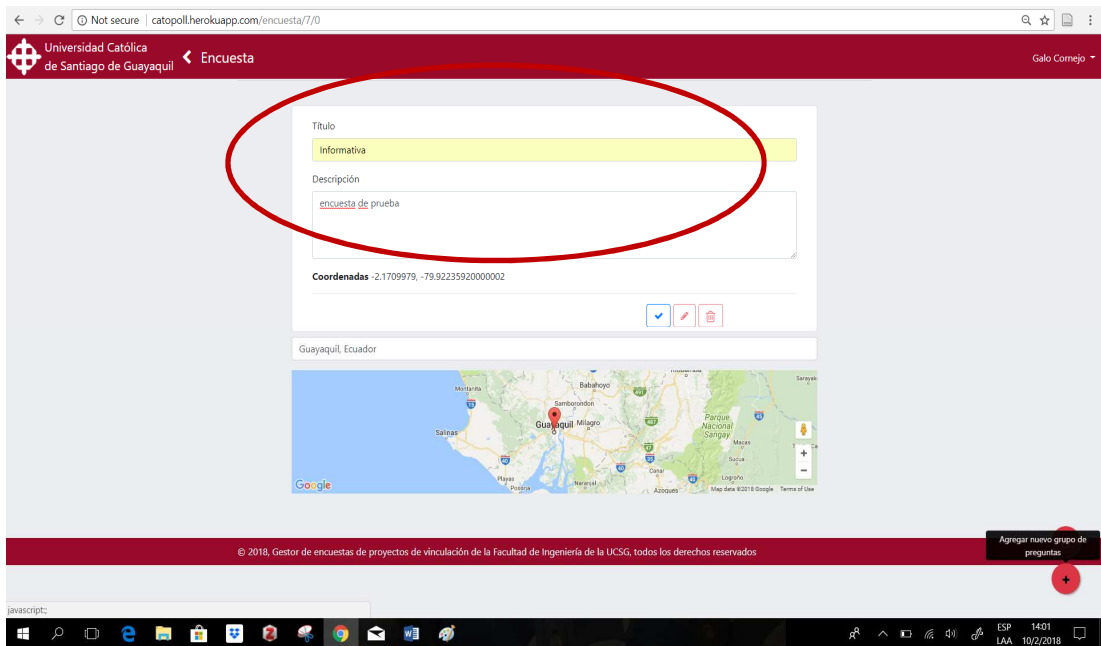 Not secure | catopoll.herokuapp.com/encuesta/7/0
Universidad Católica
de Santiago de Guayaquil
Encuesta
Galo Cornejo
Título
Informativa
Descripción
encuesta de prueba
Coordenadas -2.1709979, -79.92235920000002
Guayaquil, Ecuador
Montanita
Babahoyo
Samborondon
Guayaquil
Milagro
Salinas
Parque
Nacional
Sangay
Macas
Sucua
Canar
Playas
Posorja
Naranjal
Logroño
Azogues
Google
Map data ©2018 Google
Terms of Use
Agregar nuevo grupo de
preguntas
© 2018, Gestor de encuestas de proyectos de vinculación de la Facultad de Ingeniería de la UCSG, todos los derechos reservados
javascript:;
ESP
LAA
14:01
10/2/2018